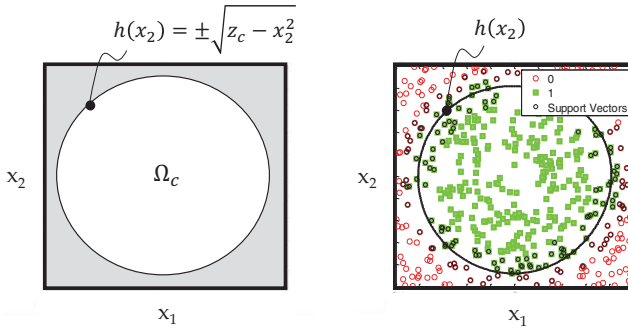 h(x₂) = ±√(z_c − x₂²)
Ω_c
x₂
x₁
h(x₂)
0
1
Support Vectors
x₂
x₁